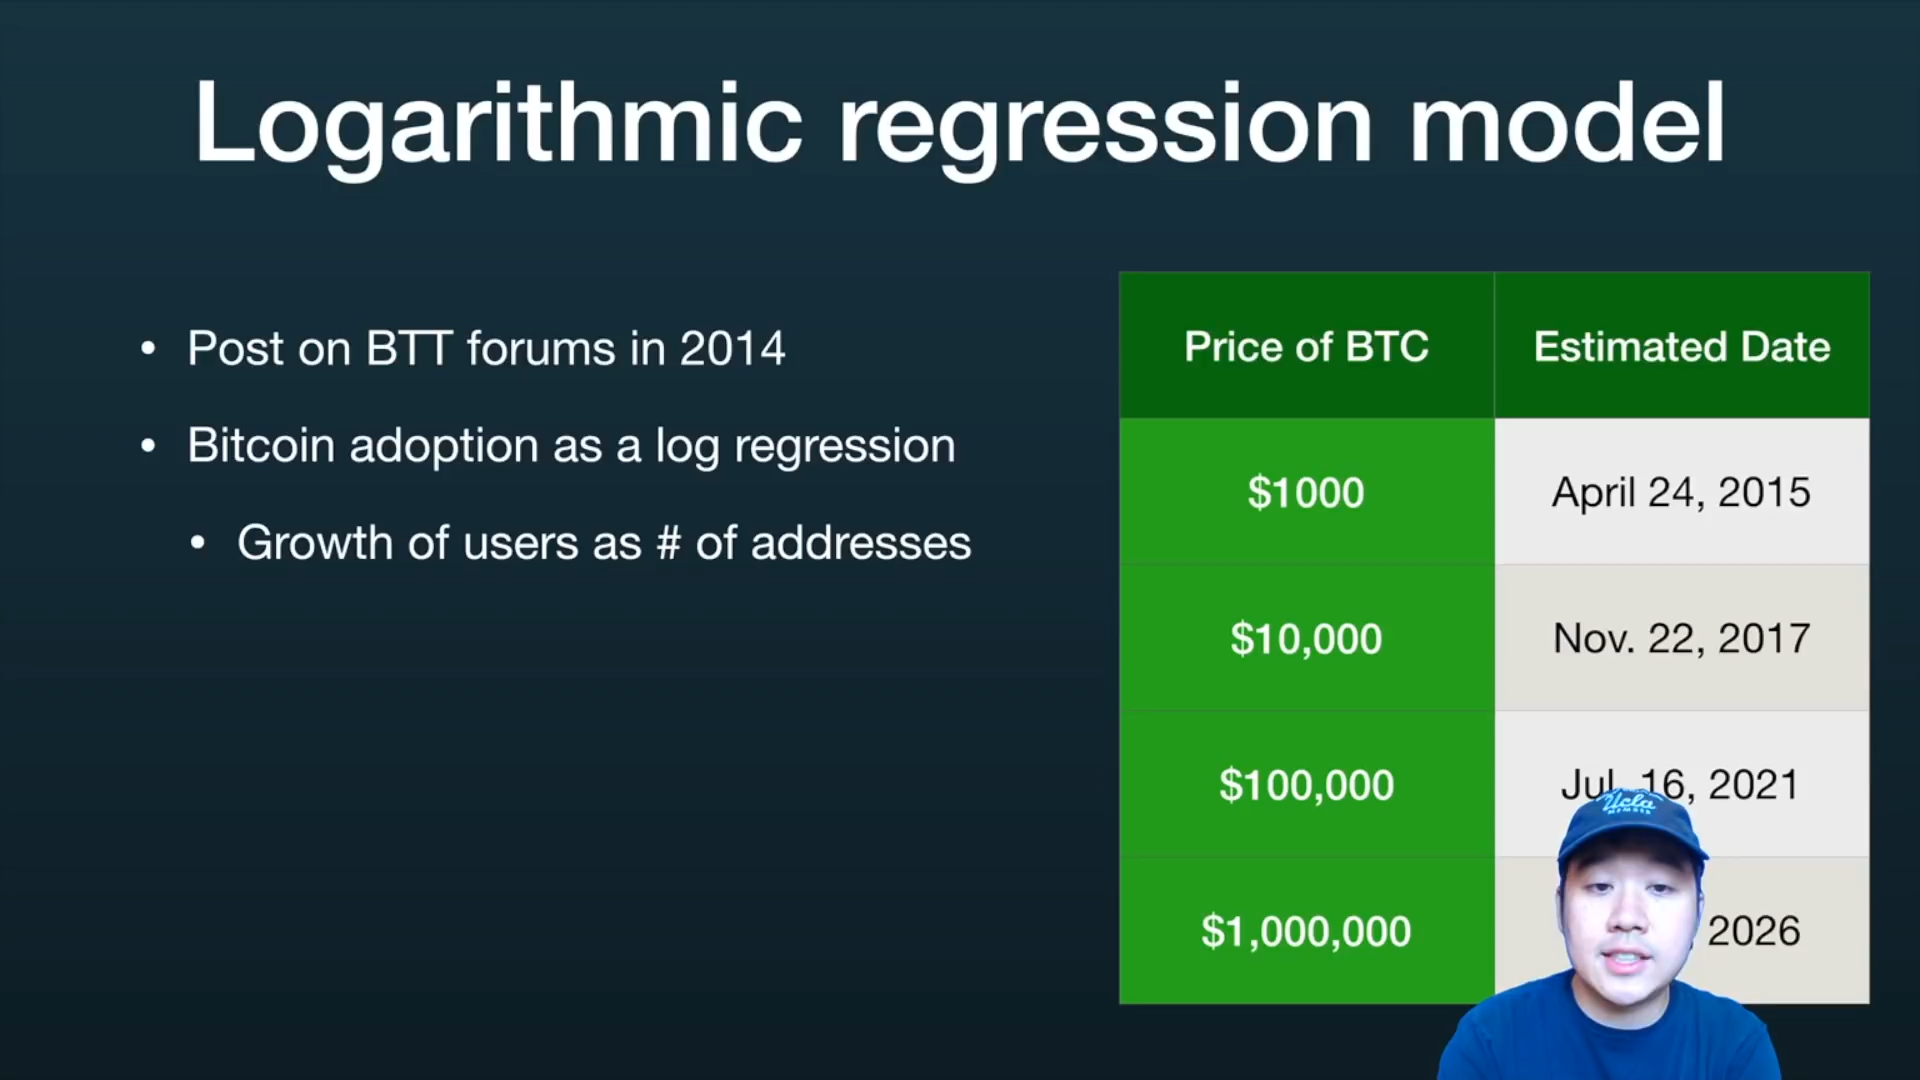 Logarithmic regression model
• Post on BTT forums in 2014
• Bitcoin adoption as a log regression
• Growth of users as # of addresses
Price of BTC Estimated Date
$1000 April 24, 2015
$10,000 Nov. 22, 2017
$100,000 Jul. 16, 2021
$1,000,000 2026
Ucla
MEMBER